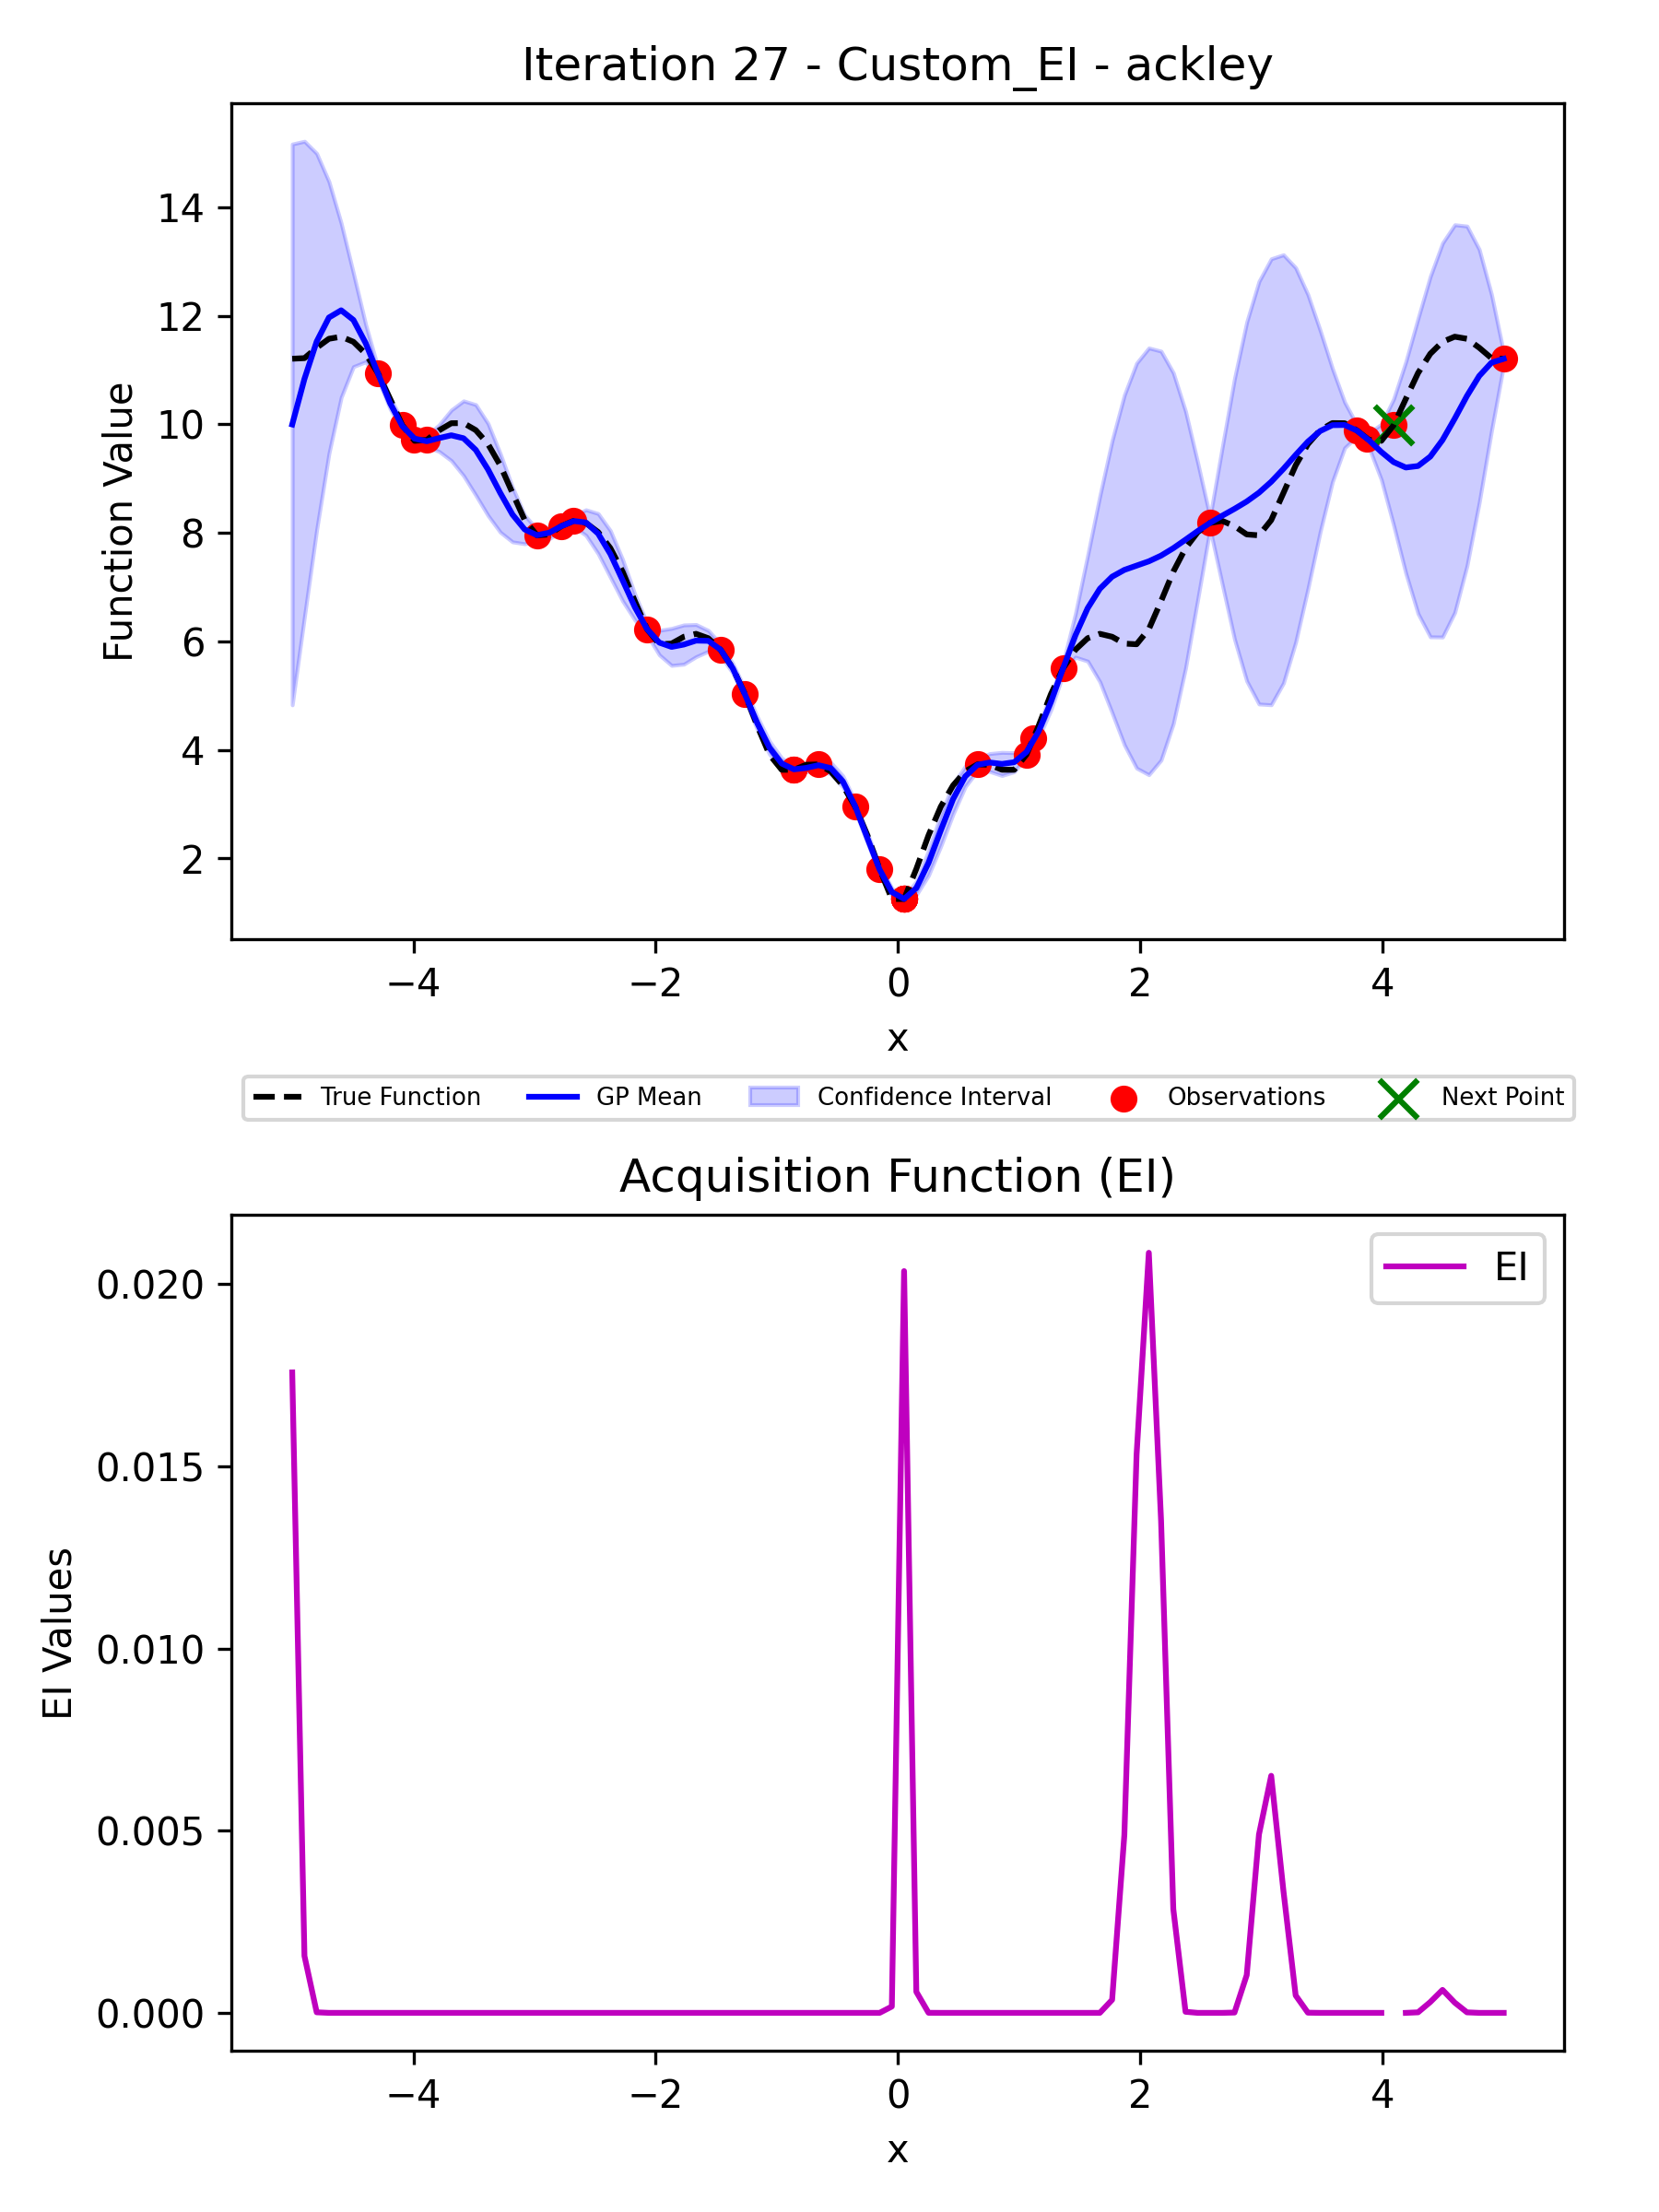 Iteration 27 - Custom_EI - ackley
Function Value
14
12
10
8
6
4
2
−4 −2 0 2 4
x
True Function GP Mean Confidence Interval Observations Next Point
Acquisition Function (EI)
EI
EI Values
0.020
0.015
0.010
0.005
0.000
−4 −2 0 2 4
x